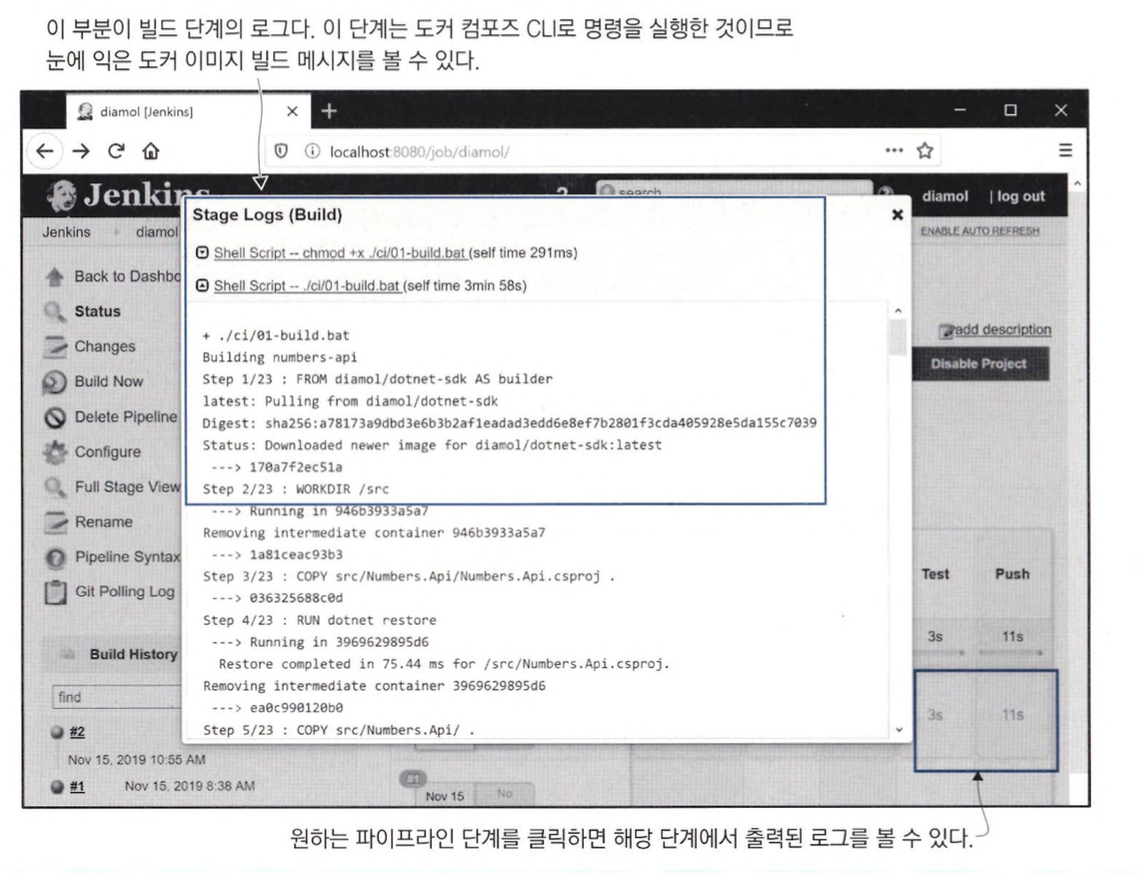 이 부분이 빌드 단계의 로그다. 이 단계는 도커 컴포즈 CLI로 명령을 실행한 것이므로
눈에 익은 도커 이미지 빌드 메시지를 볼 수 있다.
diamol [Jenkins]
localhost:8080/job/diamol/
Jenkins
search
diamol | log out
Jenkins diamol
ENABLE AUTO REFRESH
Back to Dashbo
Status
Changes
Build Now
Delete Pipeline
Configure
Full Stage View
Rename
Pipeline Syntax
Git Polling Log
Build History
find
#2
Nov 15, 2019 10:55 AM
#1 Nov 15, 2019 8:38 AM
Stage Logs (Build)
Shell Script -- chmod +x ./ci/01-build.bat (self time 291ms)
Shell Script -- ./ci/01-build.bat (self time 3min 58s)
+ ./ci/01-build.bat
Building numbers-api
Step 1/23 : FROM diamol/dotnet-sdk AS builder
latest: Pulling from diamol/dotnet-sdk
Digest: sha256:a78173a9dbd3e6b3b2af1eadad3edd6e8ef7b2801f3cda405928e5da155c7039
Status: Downloaded newer image for diamol/dotnet-sdk:latest
---> 170a7f2ec51a
Step 2/23 : WORKDIR /src
---> Running in 946b3933a5a7
Removing intermediate container 946b3933a5a7
---> 1a81ceac93b3
Step 3/23 : COPY src/Numbers.Api/Numbers.Api.csproj .
---> 036325688c0d
Step 4/23 : RUN dotnet restore
---> Running in 3969629895d6
Restore completed in 75.44 ms for /src/Numbers.Api.csproj.
Removing intermediate container 3969629895d6
---> ea0c990120b0
Step 5/23 : COPY src/Numbers.Api/ .
add description
Disable Project
Test Push
3s 11s
3s 11s
#1
Nov 15 No
원하는 파이프라인 단계를 클릭하면 해당 단계에서 출력된 로그를 볼 수 있다.